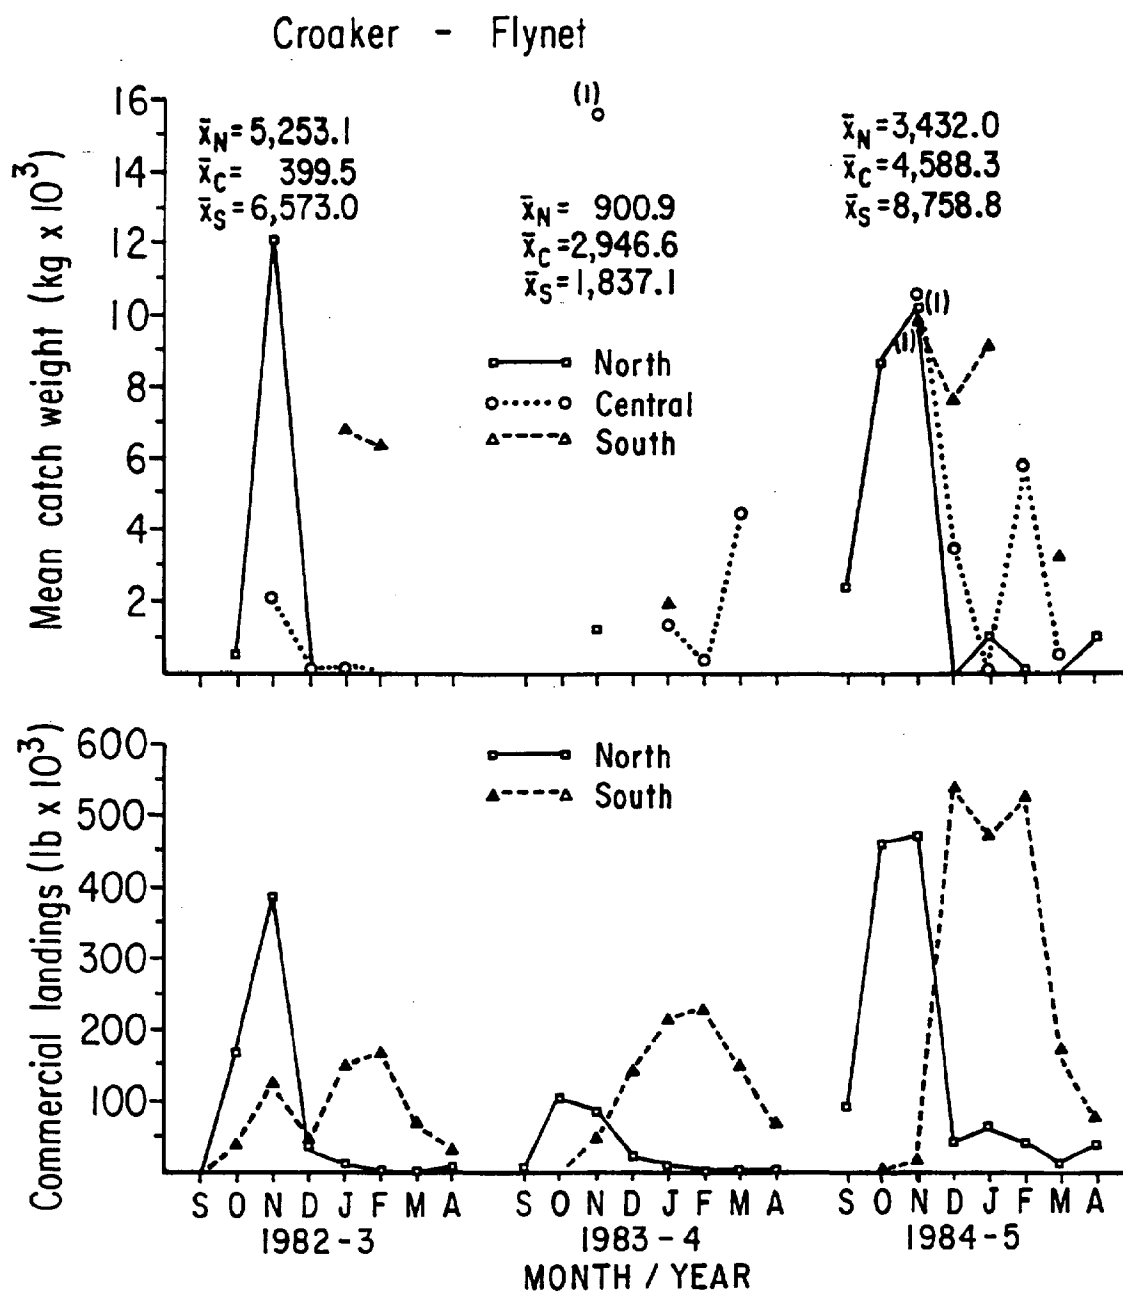 Croaker - Flynet
Mean catch weight (kg x 10³)
16
14
12
10
8
6
4
2
x̄N=5,253.1
x̄C= 399.5
x̄S=6,573.0
(1)
x̄N= 900.9
x̄C=2,946.6
x̄S=1,837.1
x̄N=3,432.0
x̄C=4,588.3
x̄S=8,758.8
(1)
(1)
North
Central
South
Commercial landings (lb x 10³)
600
500
400
300
200
100
North
South
S O N D J F M A S O N D J F M A S O N D J F M A
1982-3 1983-4 1984-5
MONTH / YEAR